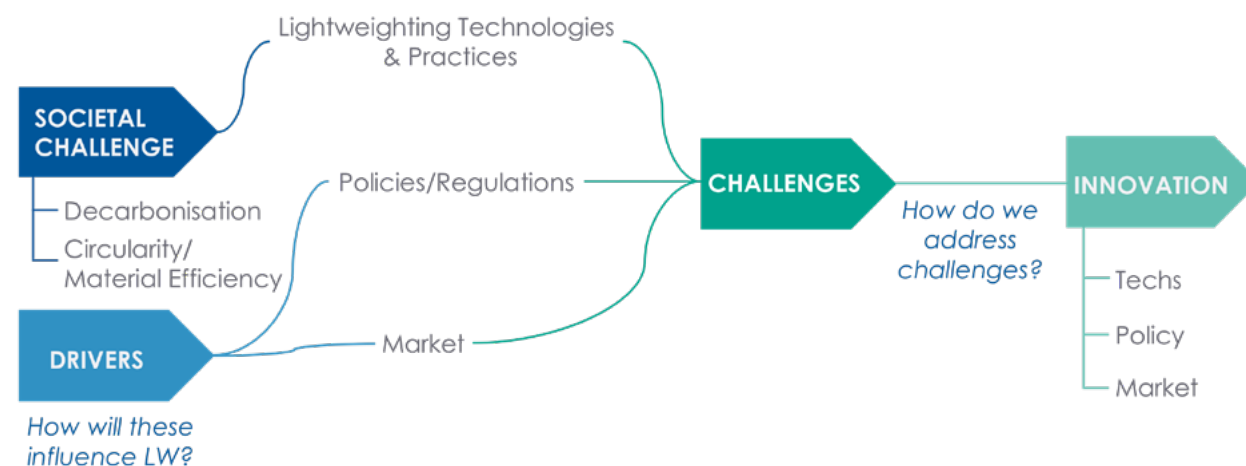 Lightweighting Technologies
& Practices
SOCIETAL
CHALLENGE
Decarbonisation
Circularity/
Material Efficiency
Policies/Regulations
DRIVERS
Market
How will these
influence LW?
CHALLENGES
How do we
address
challenges?
INNOVATION
Techs
Policy
Market